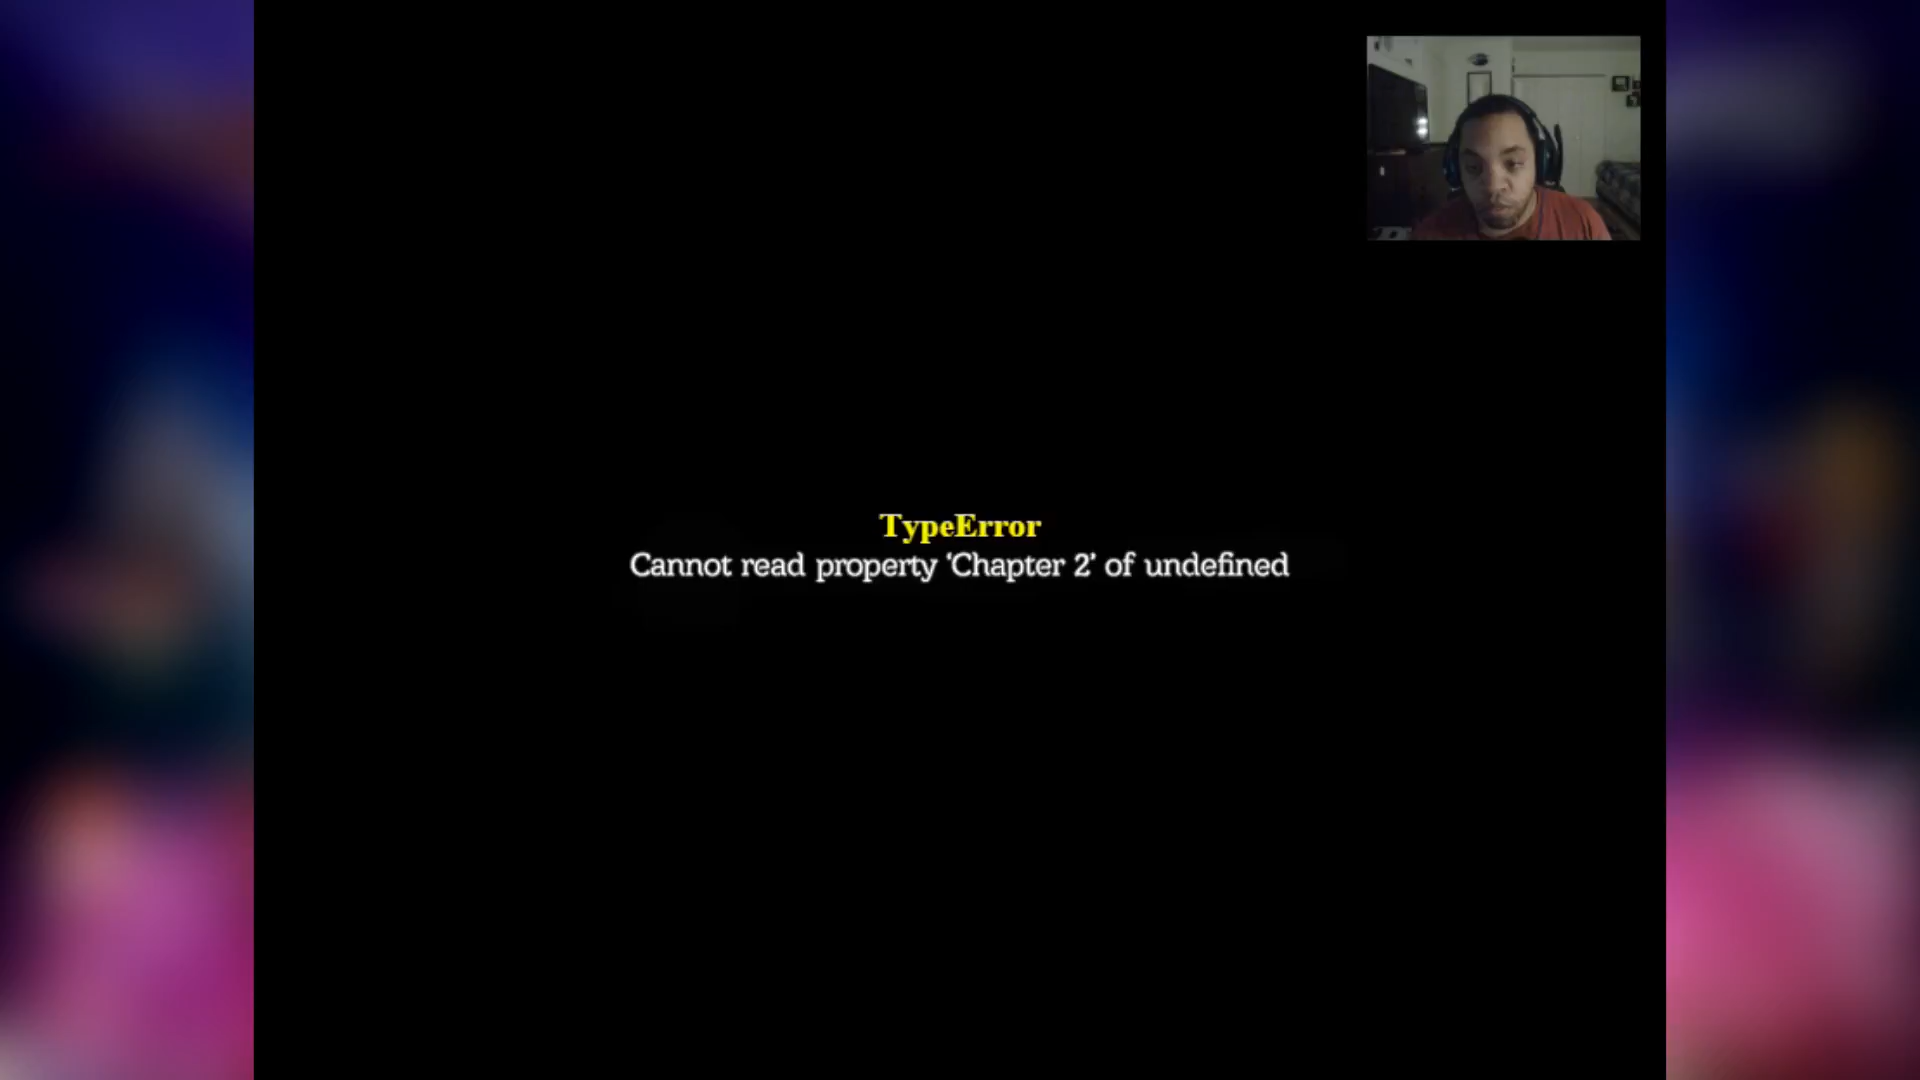 TypeError
Cannot read property ‘Chapter 2’ of undefined